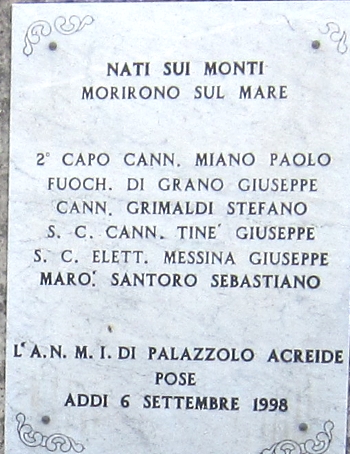 NATI SUI MONTI
MORIRONO SUL MARE
2° CAPO CANN. MIANO PAOLO
FUOCH. DI GRANO GIUSEPPE
CANN. GRIMALDI STEFANO
S. C. CANN. TINE' GIUSEPPE
S. C. ELETT. MESSINA GIUSEPPE
MARO'. SANTORO SEBASTIANO
L'A.N.M.I. DI PALAZZOLO ACREIDE
POSE
ADDI 6 SETTEMBRE 1998